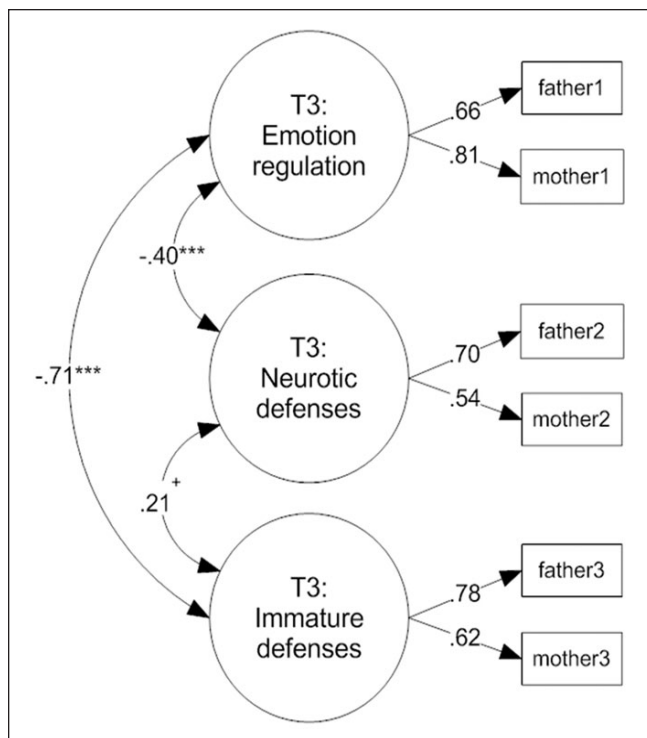 T3:
Emotion
regulation
.66
father1
.81
mother1
-.40***
T3:
Neurotic
defenses
.70
father2
.54
mother2
-.71***
.21+
T3:
Immature
defenses
.78
father3
.62
mother3